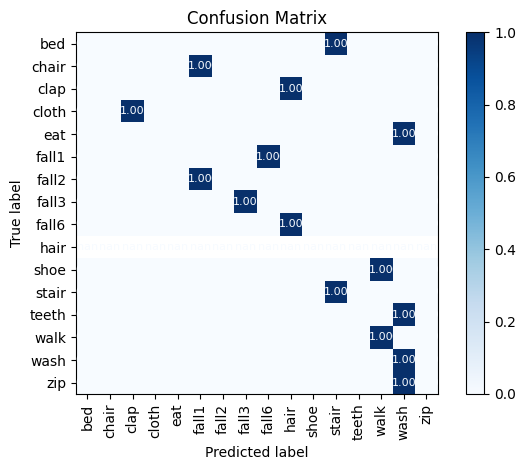 Confusion Matrix
True label
bed 1.00
chair 1.00
clap 1.00
cloth 1.00
eat 1.00
fall1 1.00
fall2 1.00
fall3 1.00
fall6 1.00
hair
shoe 1.00
stair 1.00
teeth 1.00
walk 1.00
wash 1.00
zip 1.00
bed chair clap cloth eat fall1 fall2 fall3 fall6 hair shoe stair teeth walk wash zip
Predicted label
1.0
0.8
0.6
0.4
0.2
0.0